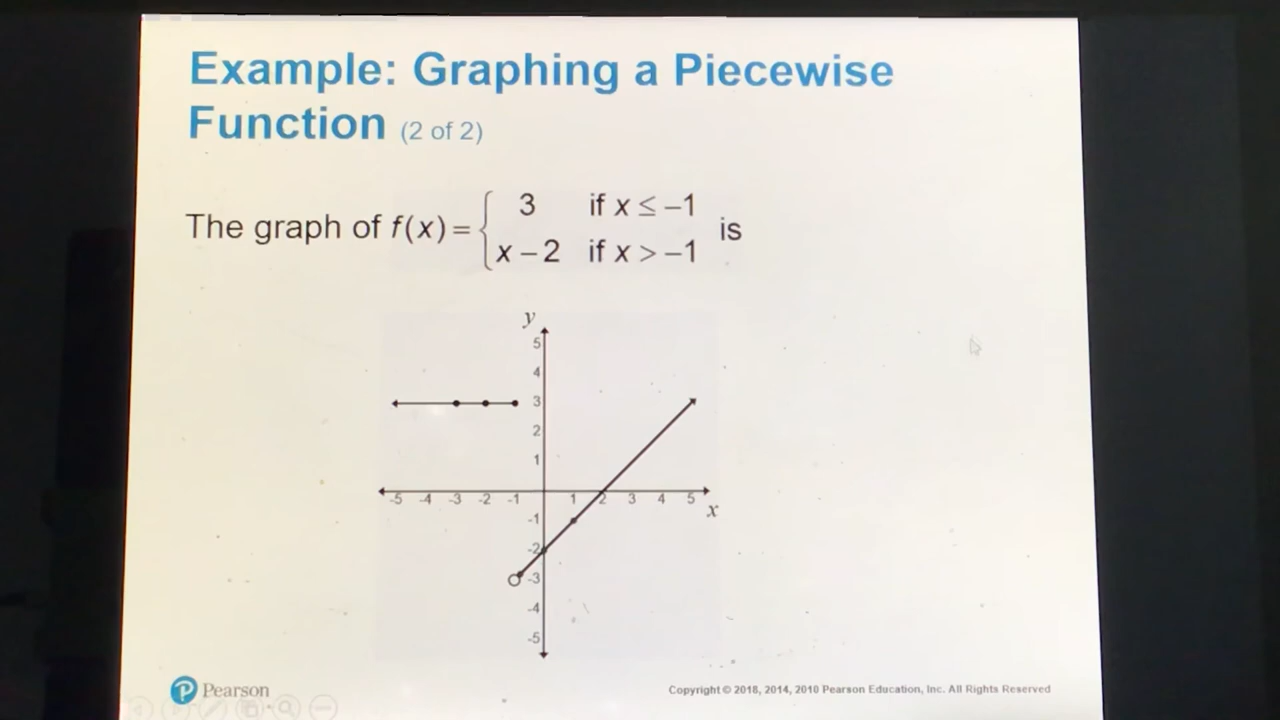 Example: Graphing a Piecewise
Function (2 of 2)
The graph of f(x) = { 3 if x ≤ −1
x − 2 if x > −1 is
y
5
4
3
2
1
-5 -4 -3 -2 -1 1 2 3 4 5
x
-1
-2
-3
-4
-5
P Pearson
Copyright © 2018, 2014, 2010 Pearson Education, Inc. All Rights Reserved